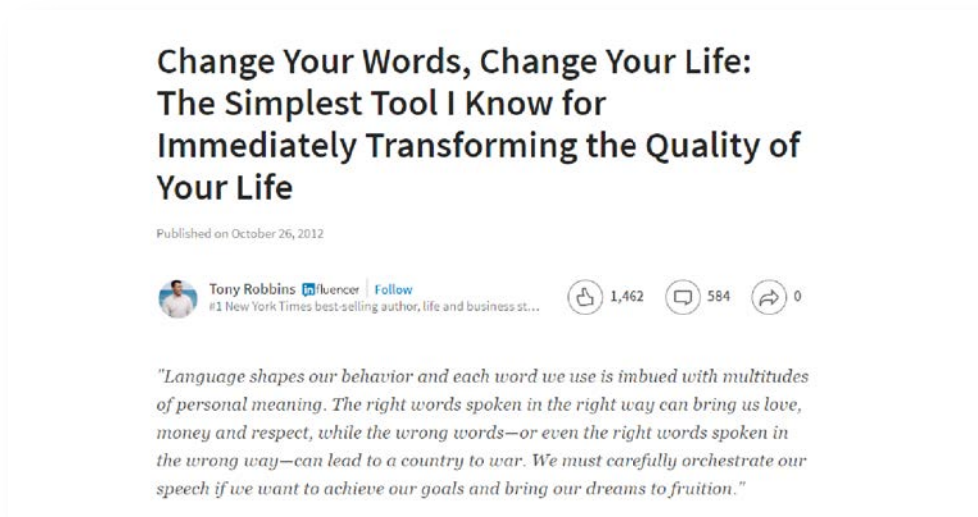 Change Your Words, Change Your Life:
The Simplest Tool I Know for
Immediately Transforming the Quality of
Your Life
Published on October 26, 2012
Tony Robbins influencer Follow
#1 New York Times best-selling author, life and business st...
1,462
584
0
"Language shapes our behavior and each word we use is imbued with multitudes
of personal meaning. The right words spoken in the right way can bring us love,
money and respect, while the wrong words—or even the right words spoken in
the wrong way—can lead to a country to war. We must carefully orchestrate our
speech if we want to achieve our goals and bring our dreams to fruition."